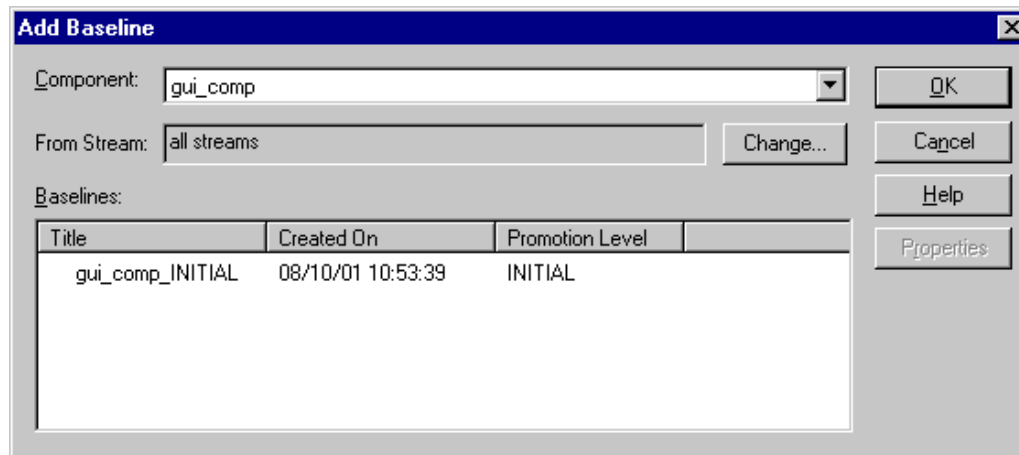 Add Baseline
Component: gui_comp OK
From Stream: all streams Change... Cancel
Baselines: Help
Title Created On Promotion Level Properties
gui_comp_INITIAL 08/10/01 10:53:39 INITIAL